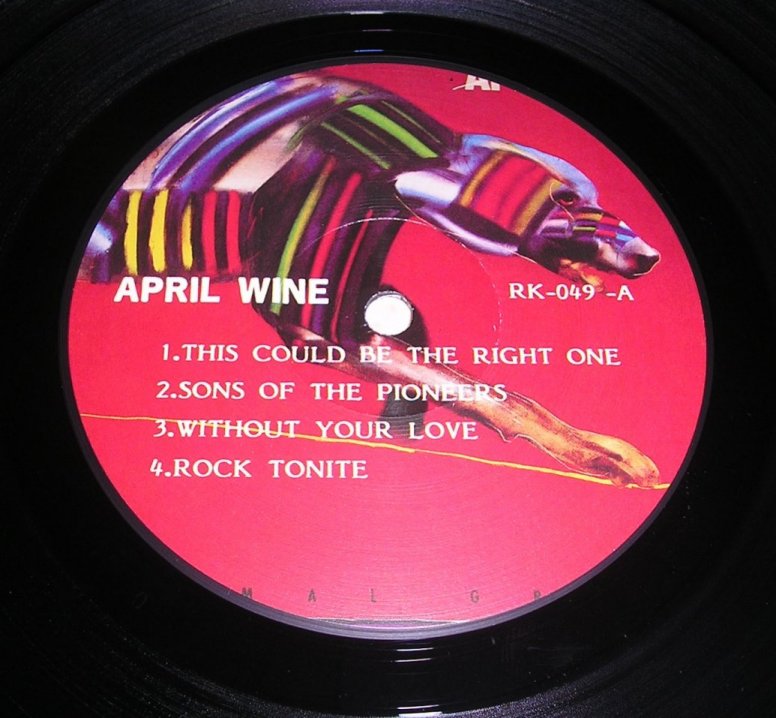 AP
APRIL WINE
RK-049 -A
1.THIS COULD BE THE RIGHT ONE
2.SONS OF THE PIONEERS
3.WITHOUT YOUR LOVE
4.ROCK TONITE
M A L G R